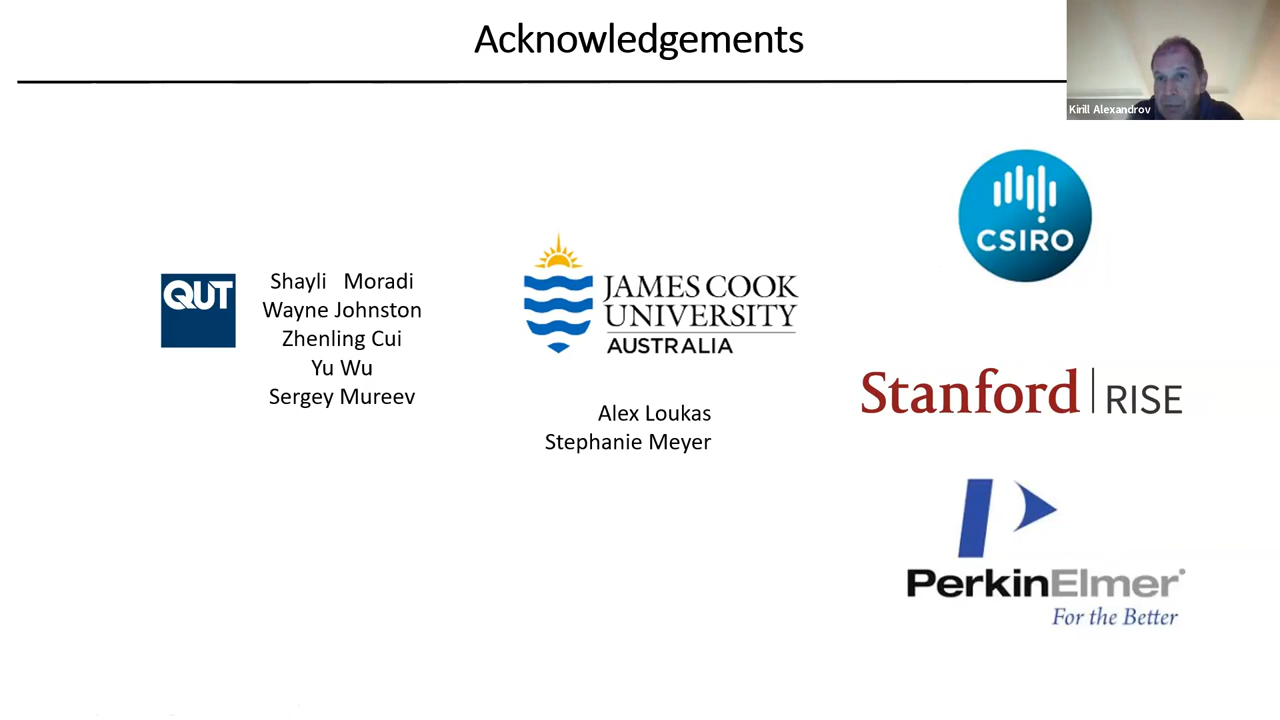 Acknowledgements
Kirill Alexandrov
CSIRO
QUT
Shayli Moradi
Wayne Johnston
Zhenling Cui
Yu Wu
Sergey Mureev
JAMES COOK
UNIVERSITY
AUSTRALIA
Alex Loukas
Stephanie Meyer
Stanford | RISE
PerkinElmer
For the Better